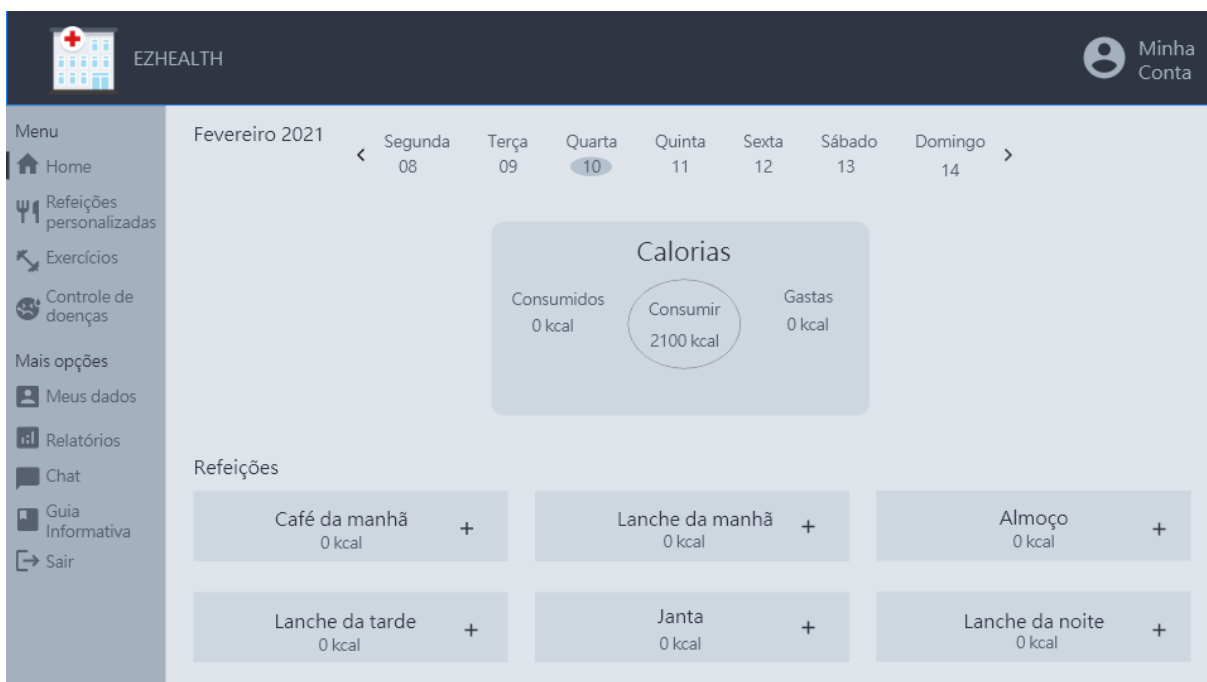 EZHEALTH
Minha
Conta
Menu
Home
Refeições
personalizadas
Exercícios
Controle de
doenças
Mais opções
Meus dados
Relatórios
Chat
Guia
Informativa
Sair
Fevereiro 2021
Segunda Terça Quarta Quinta Sexta Sábado Domingo
08 09 10 11 12 13 14
Calorias
Consumidos Consumir Gastas
0 kcal 2100 kcal 0 kcal
Refeições
Café da manhã
0 kcal
Lanche da manhã
0 kcal
Almoço
0 kcal
Lanche da tarde
0 kcal
Janta
0 kcal
Lanche da noite
0 kcal